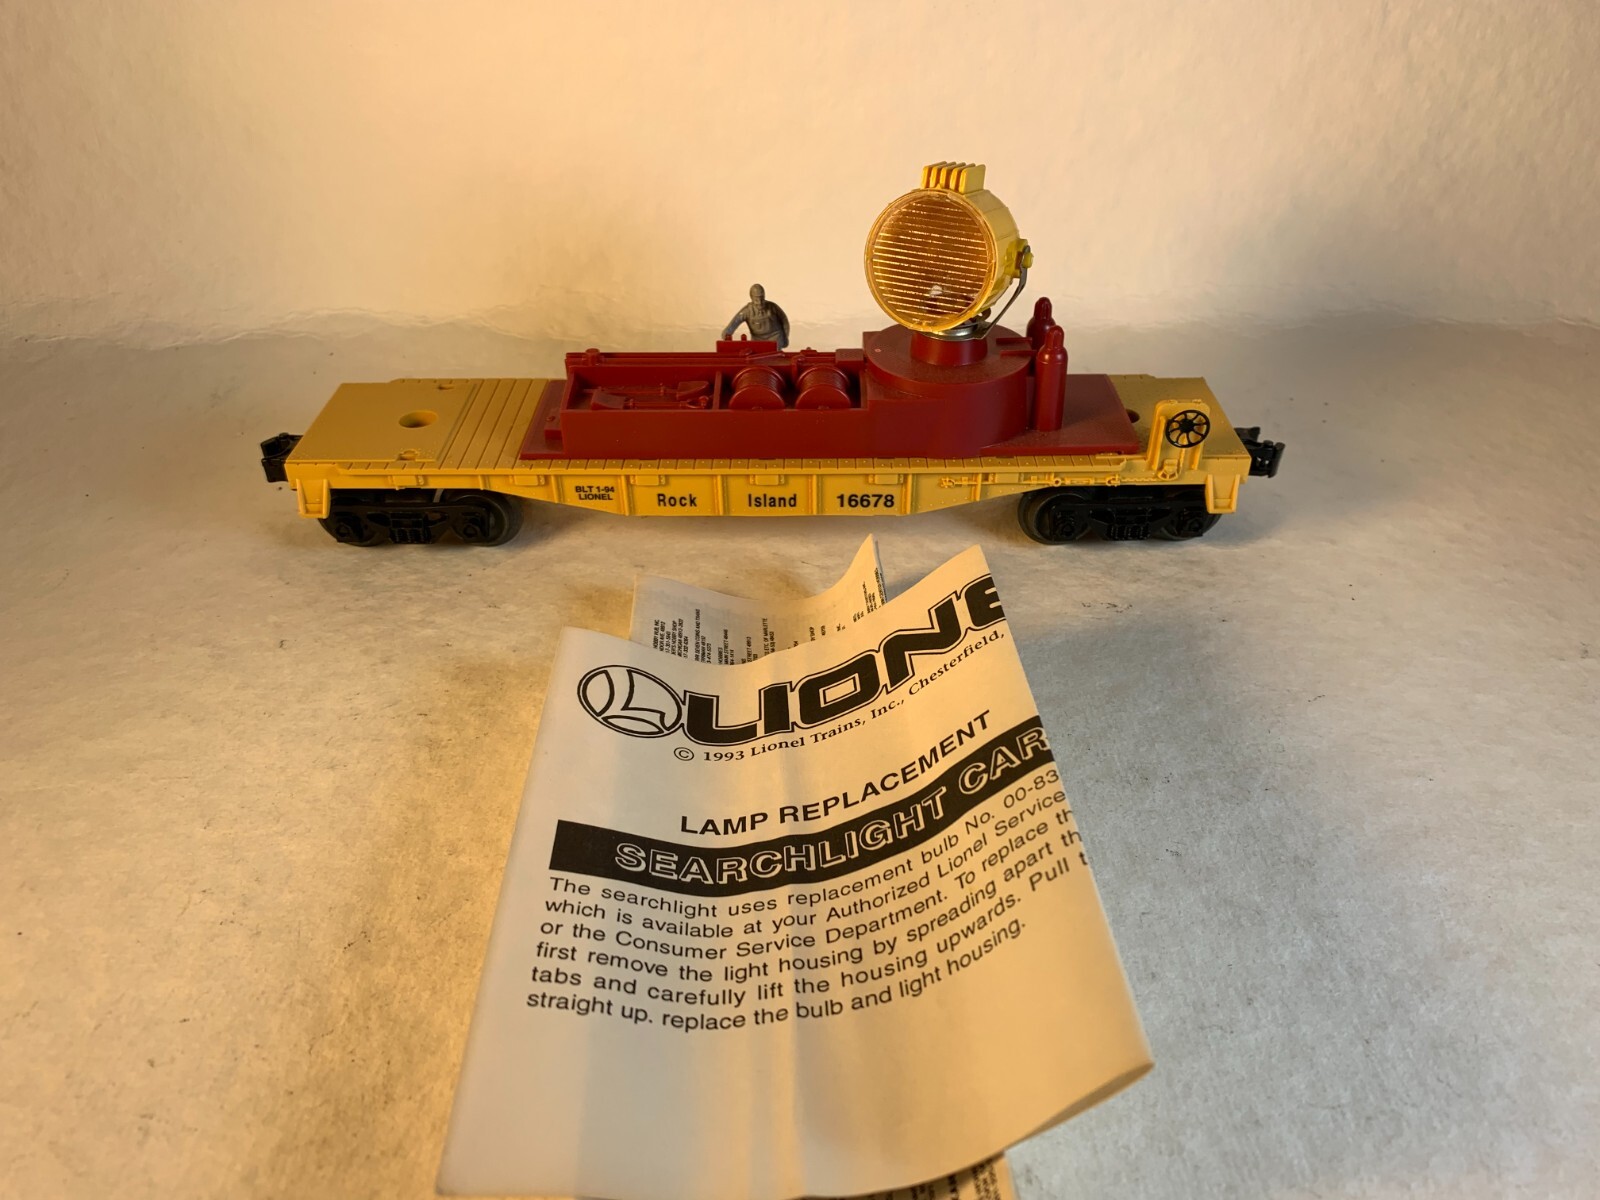 BLT 1-94
LIONEL
Rock Island 16678
LIONE
© 1993 Lionel Trains, Inc., Chesterfield,
LAMP REPLACEMENT
SEARCHLIGHT CAR
The searchlight uses replacement bulb No. 00-83
which is available at your Authorized Lionel Service
or the Consumer Service Department. To replace th
first remove the light housing by spreading apart th
tabs and carefully lift the housing upwards. Pull t
straight up. replace the bulb and light housing.